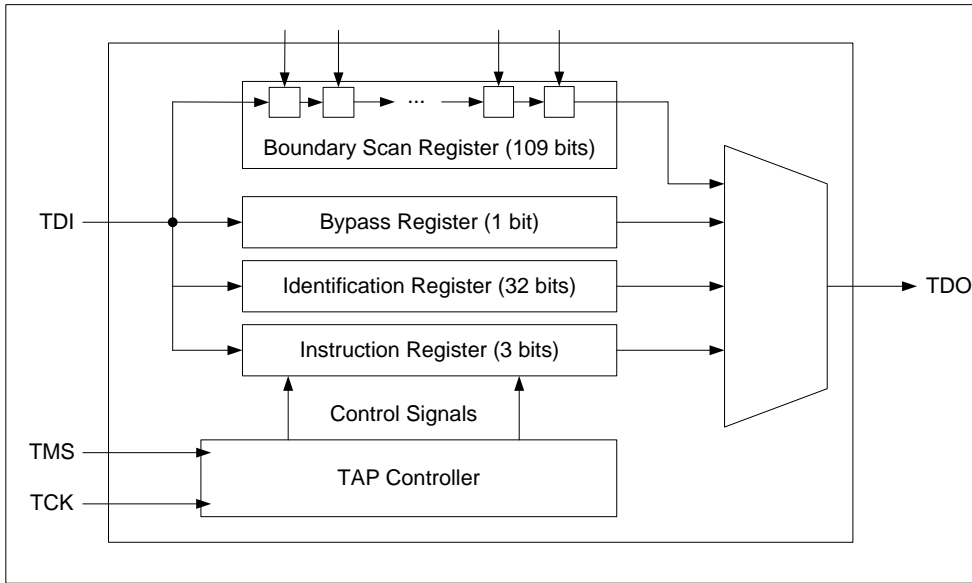 ...
Boundary Scan Register (109 bits)
TDI
Bypass Register (1 bit)
Identification Register (32 bits)
TDO
Instruction Register (3 bits)
Control Signals
TMS
TAP Controller
TCK